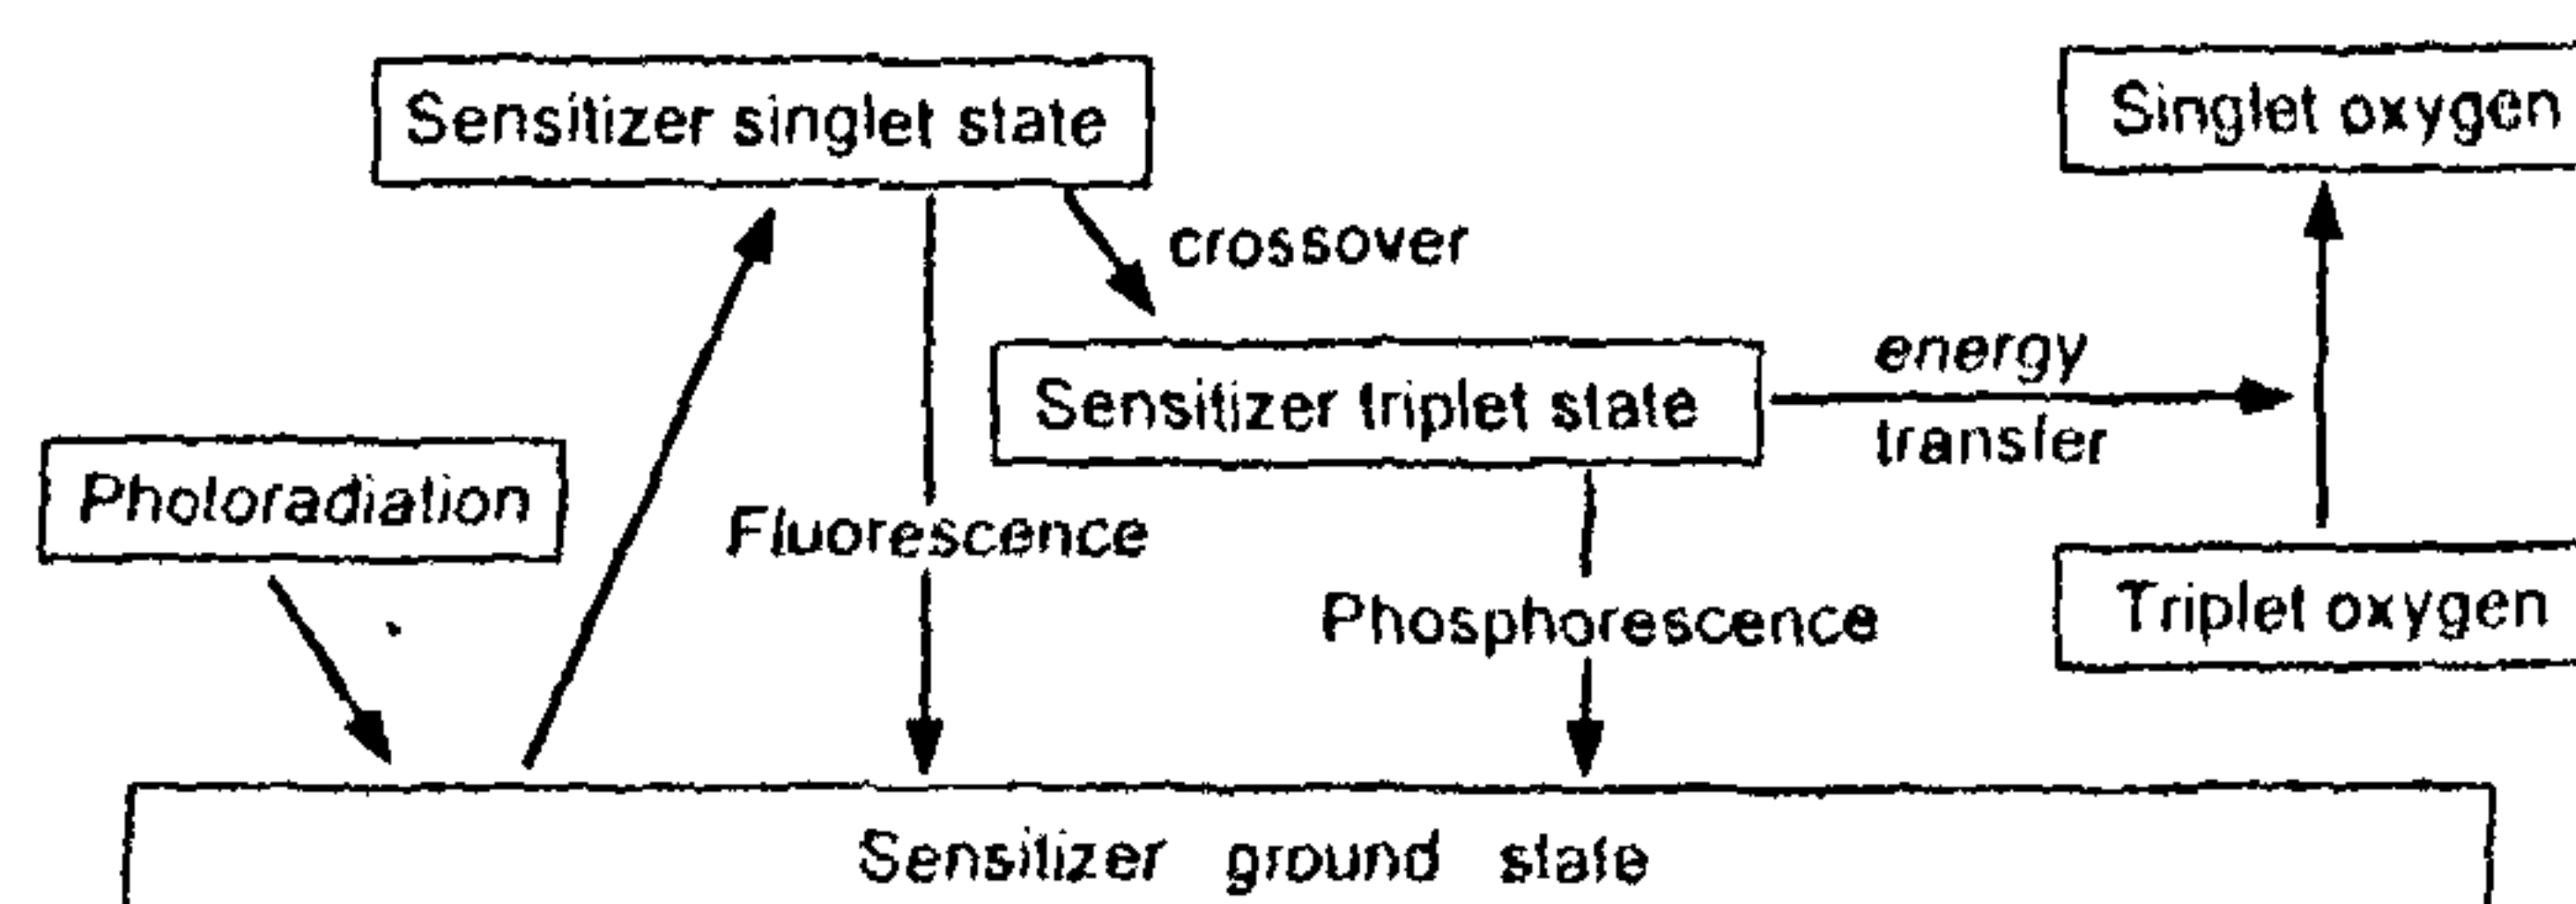 Sensitizer singlet state
Singlet oxygen
crossover
energy
transfer
Sensitizer triplet state
Photoradiation
Fluorescence
Phosphorescence
Triplet oxygen
Sensitizer ground state